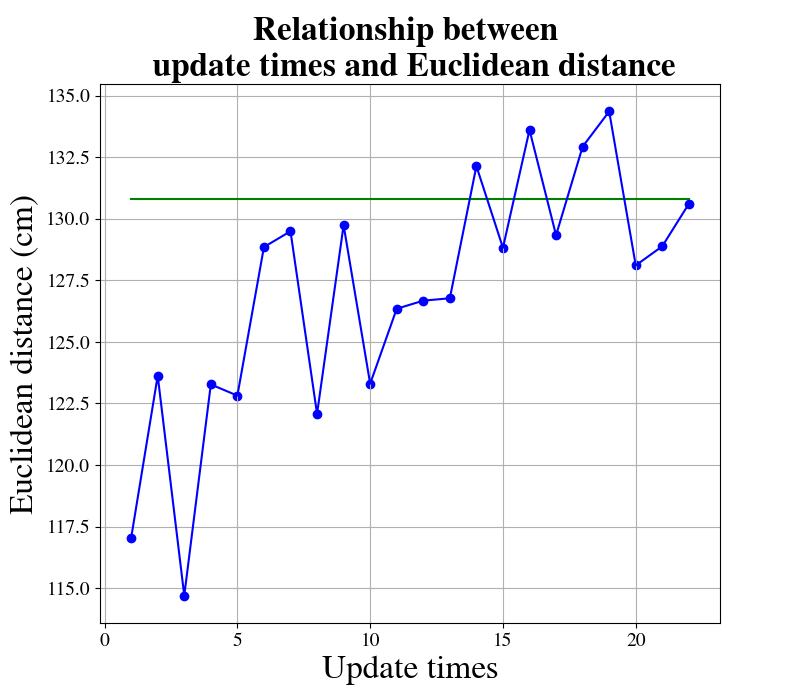 Relationship between
update times and Euclidean distance
Euclidean distance (cm)
135.0
132.5
130.0
127.5
125.0
122.5
120.0
117.5
115.0
0 5 10 15 20
Update times